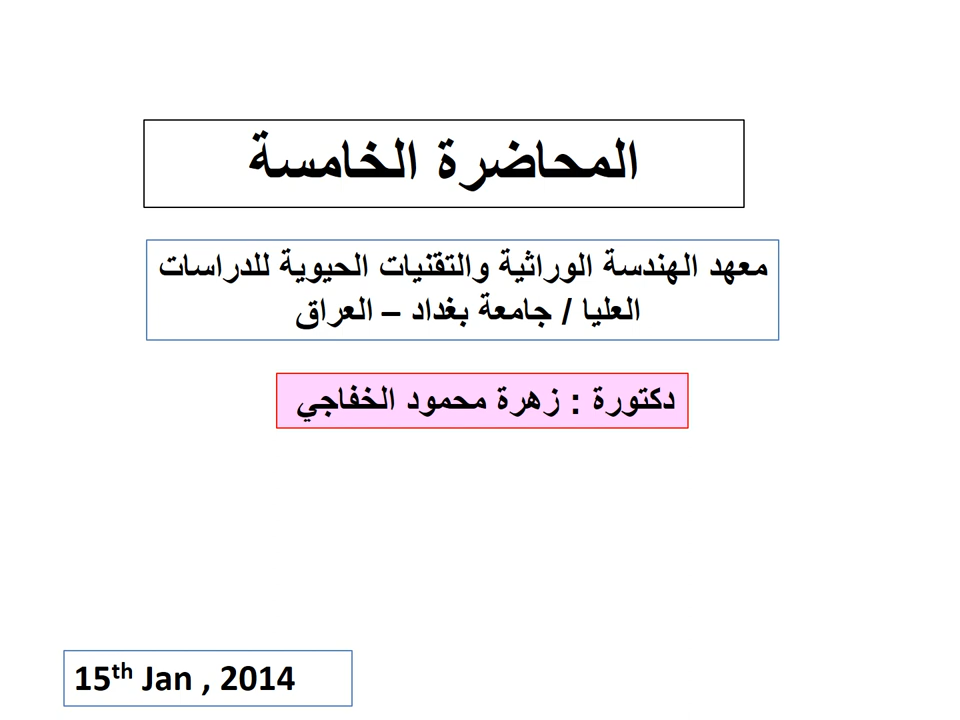 المحاضرة الخامسة
معهد الهندسة الوراثية والتقنيات الحيوية للدراسات
العليا / جامعة بغداد – العراق
دكتورة : زهرة محمود الخفاجي
15th Jan , 2014